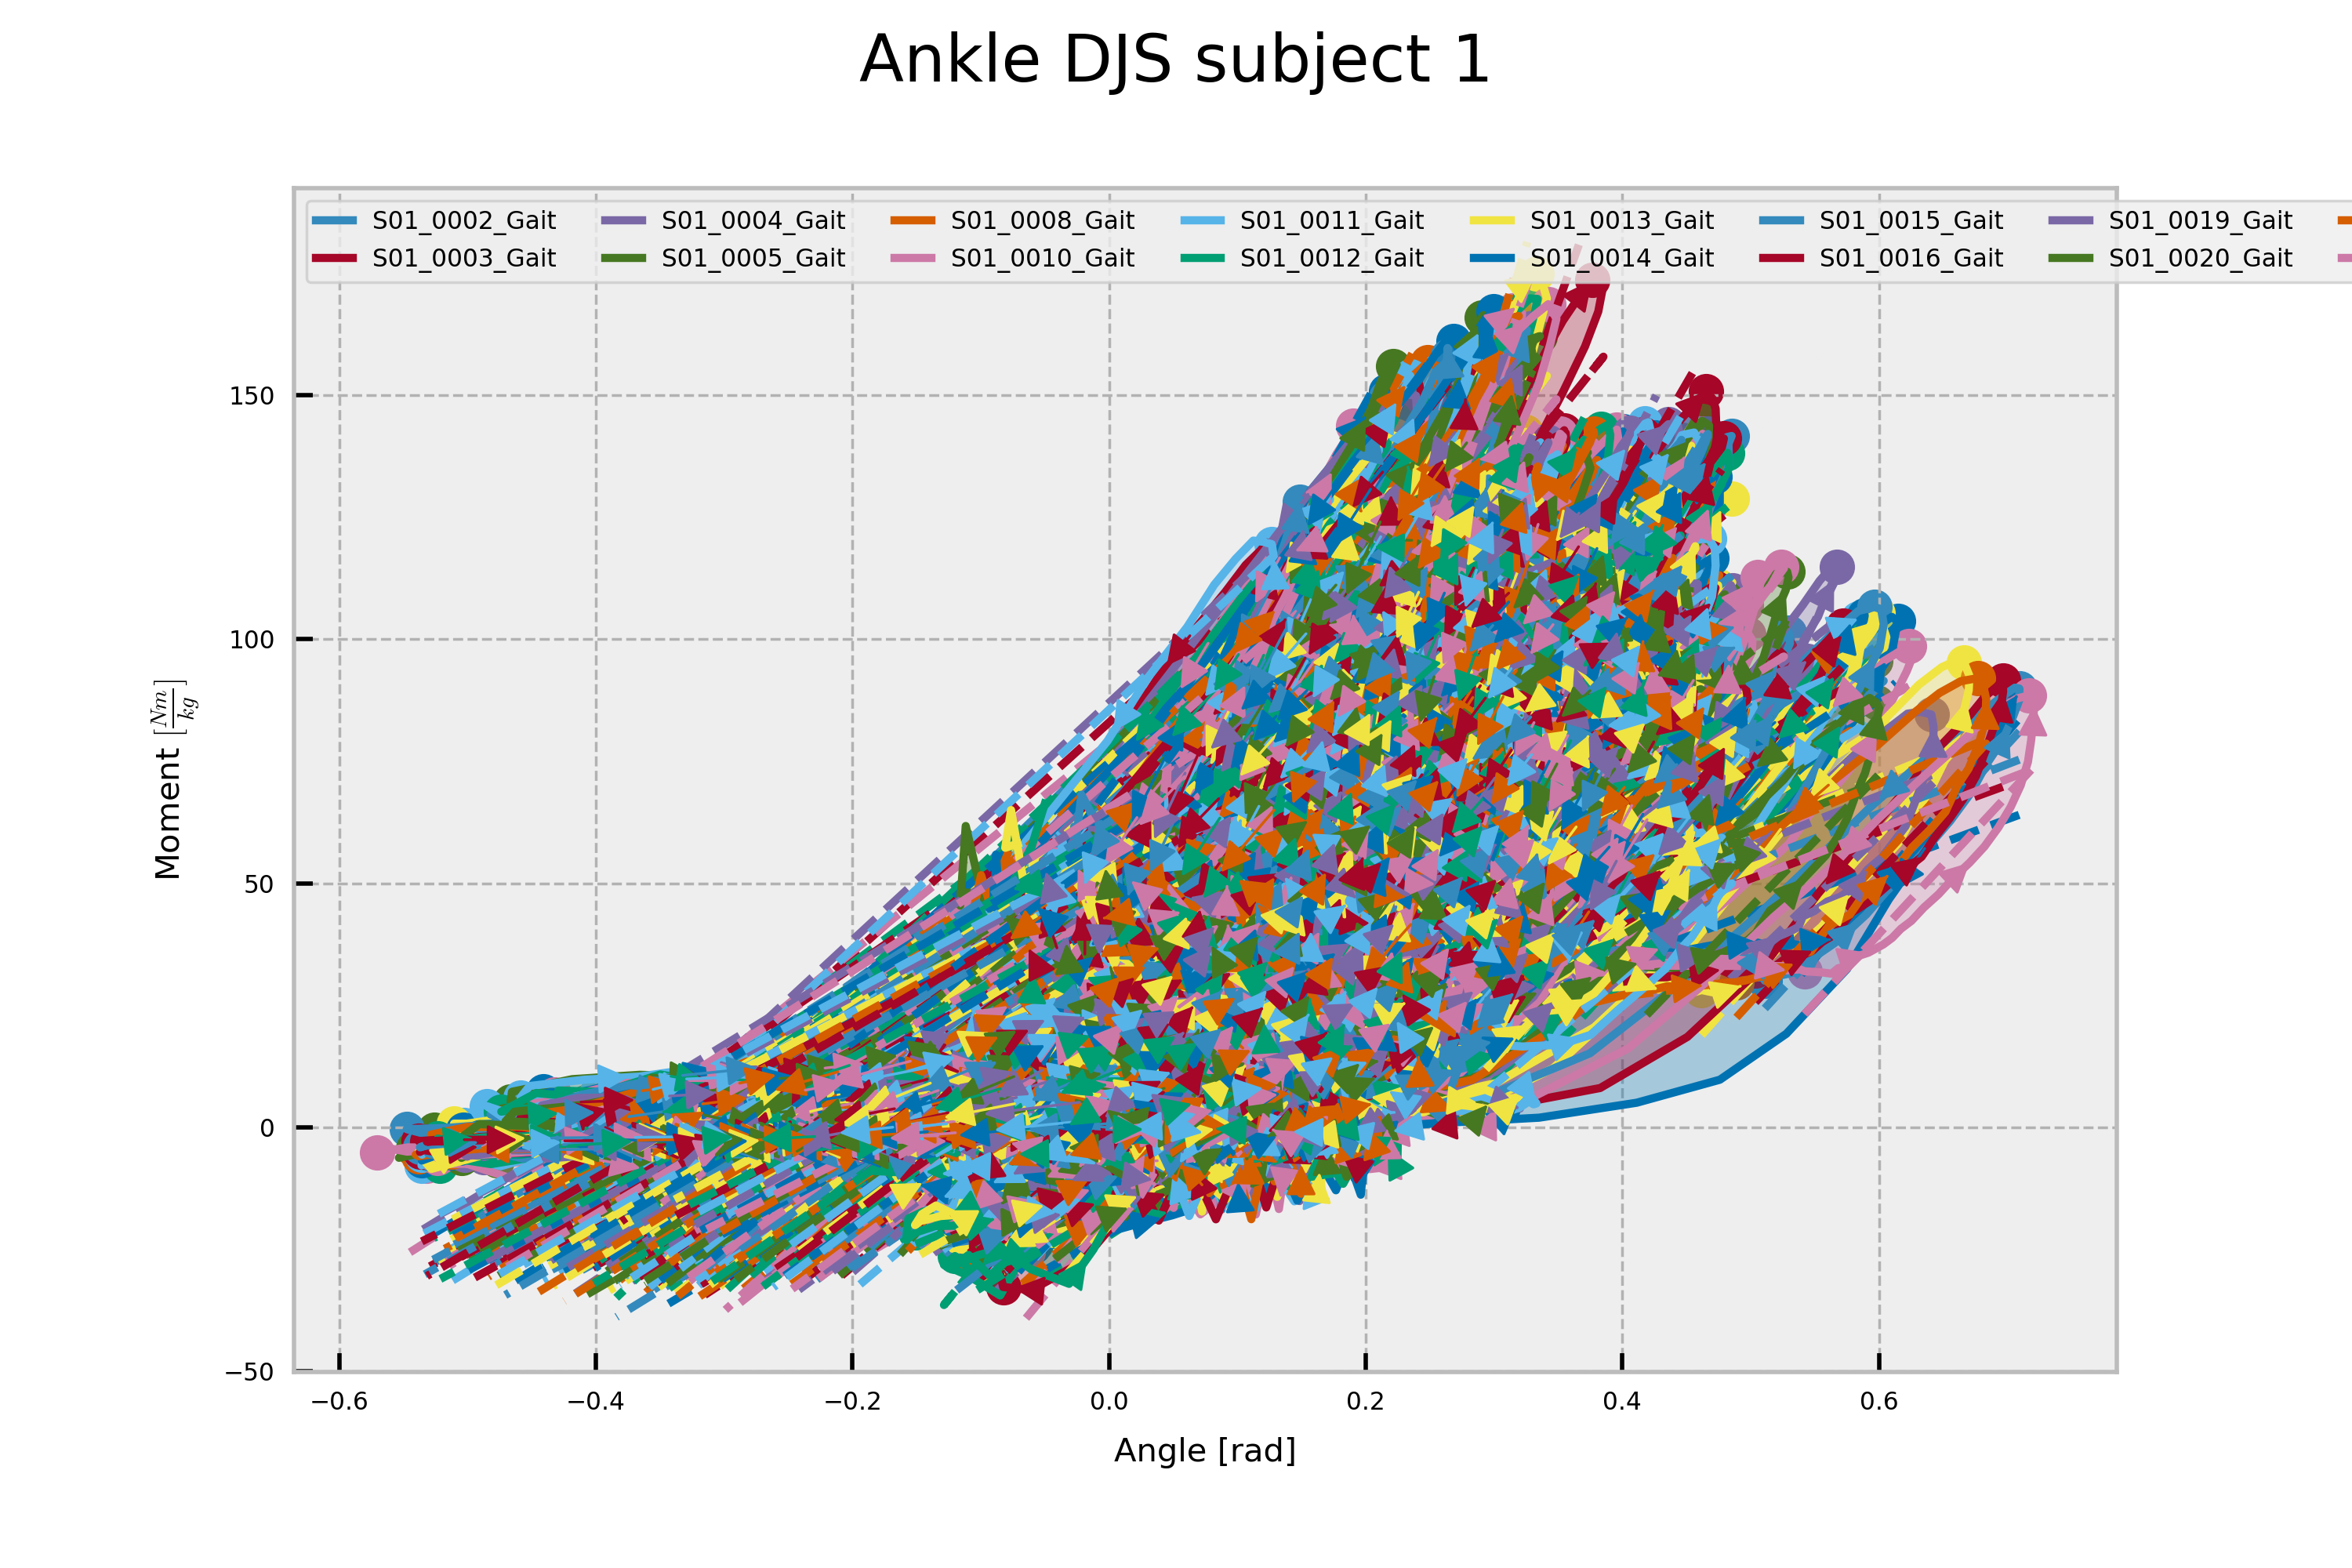 Ankle DJS subject 1
S01_0002_Gait S01_0004_Gait S01_0008_Gait S01_0011_Gait S01_0013_Gait S01_0015_Gait S01_0019_Gait
S01_0003_Gait S01_0005_Gait S01_0010_Gait S01_0012_Gait S01_0014_Gait S01_0016_Gait S01_0020_Gait
150
100
50
0
−50
Moment [Nm/kg]
−0.6 −0.4 −0.2 0.0 0.2 0.4 0.6
Angle [rad]